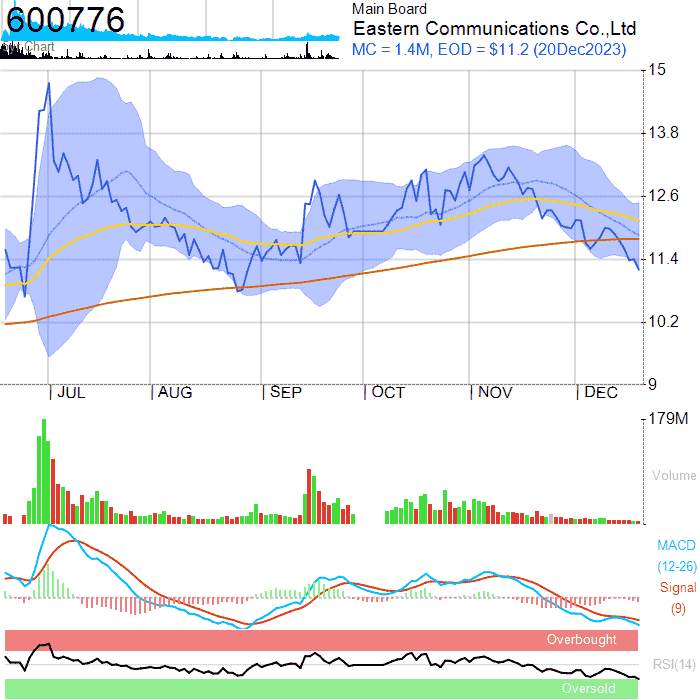 600776
Main Board
Eastern Communications Co.,Ltd
MC = 1.4M, EOD = $11.2 (20Dec2023)
Chart
15
13.8
12.6
11.4
10.2
9
JUL
AUG
SEP
OCT
NOV
DEC
179M
Volume
MACD
(12-26)
Signal
(9)
Overbought
RSI(14)
Oversold